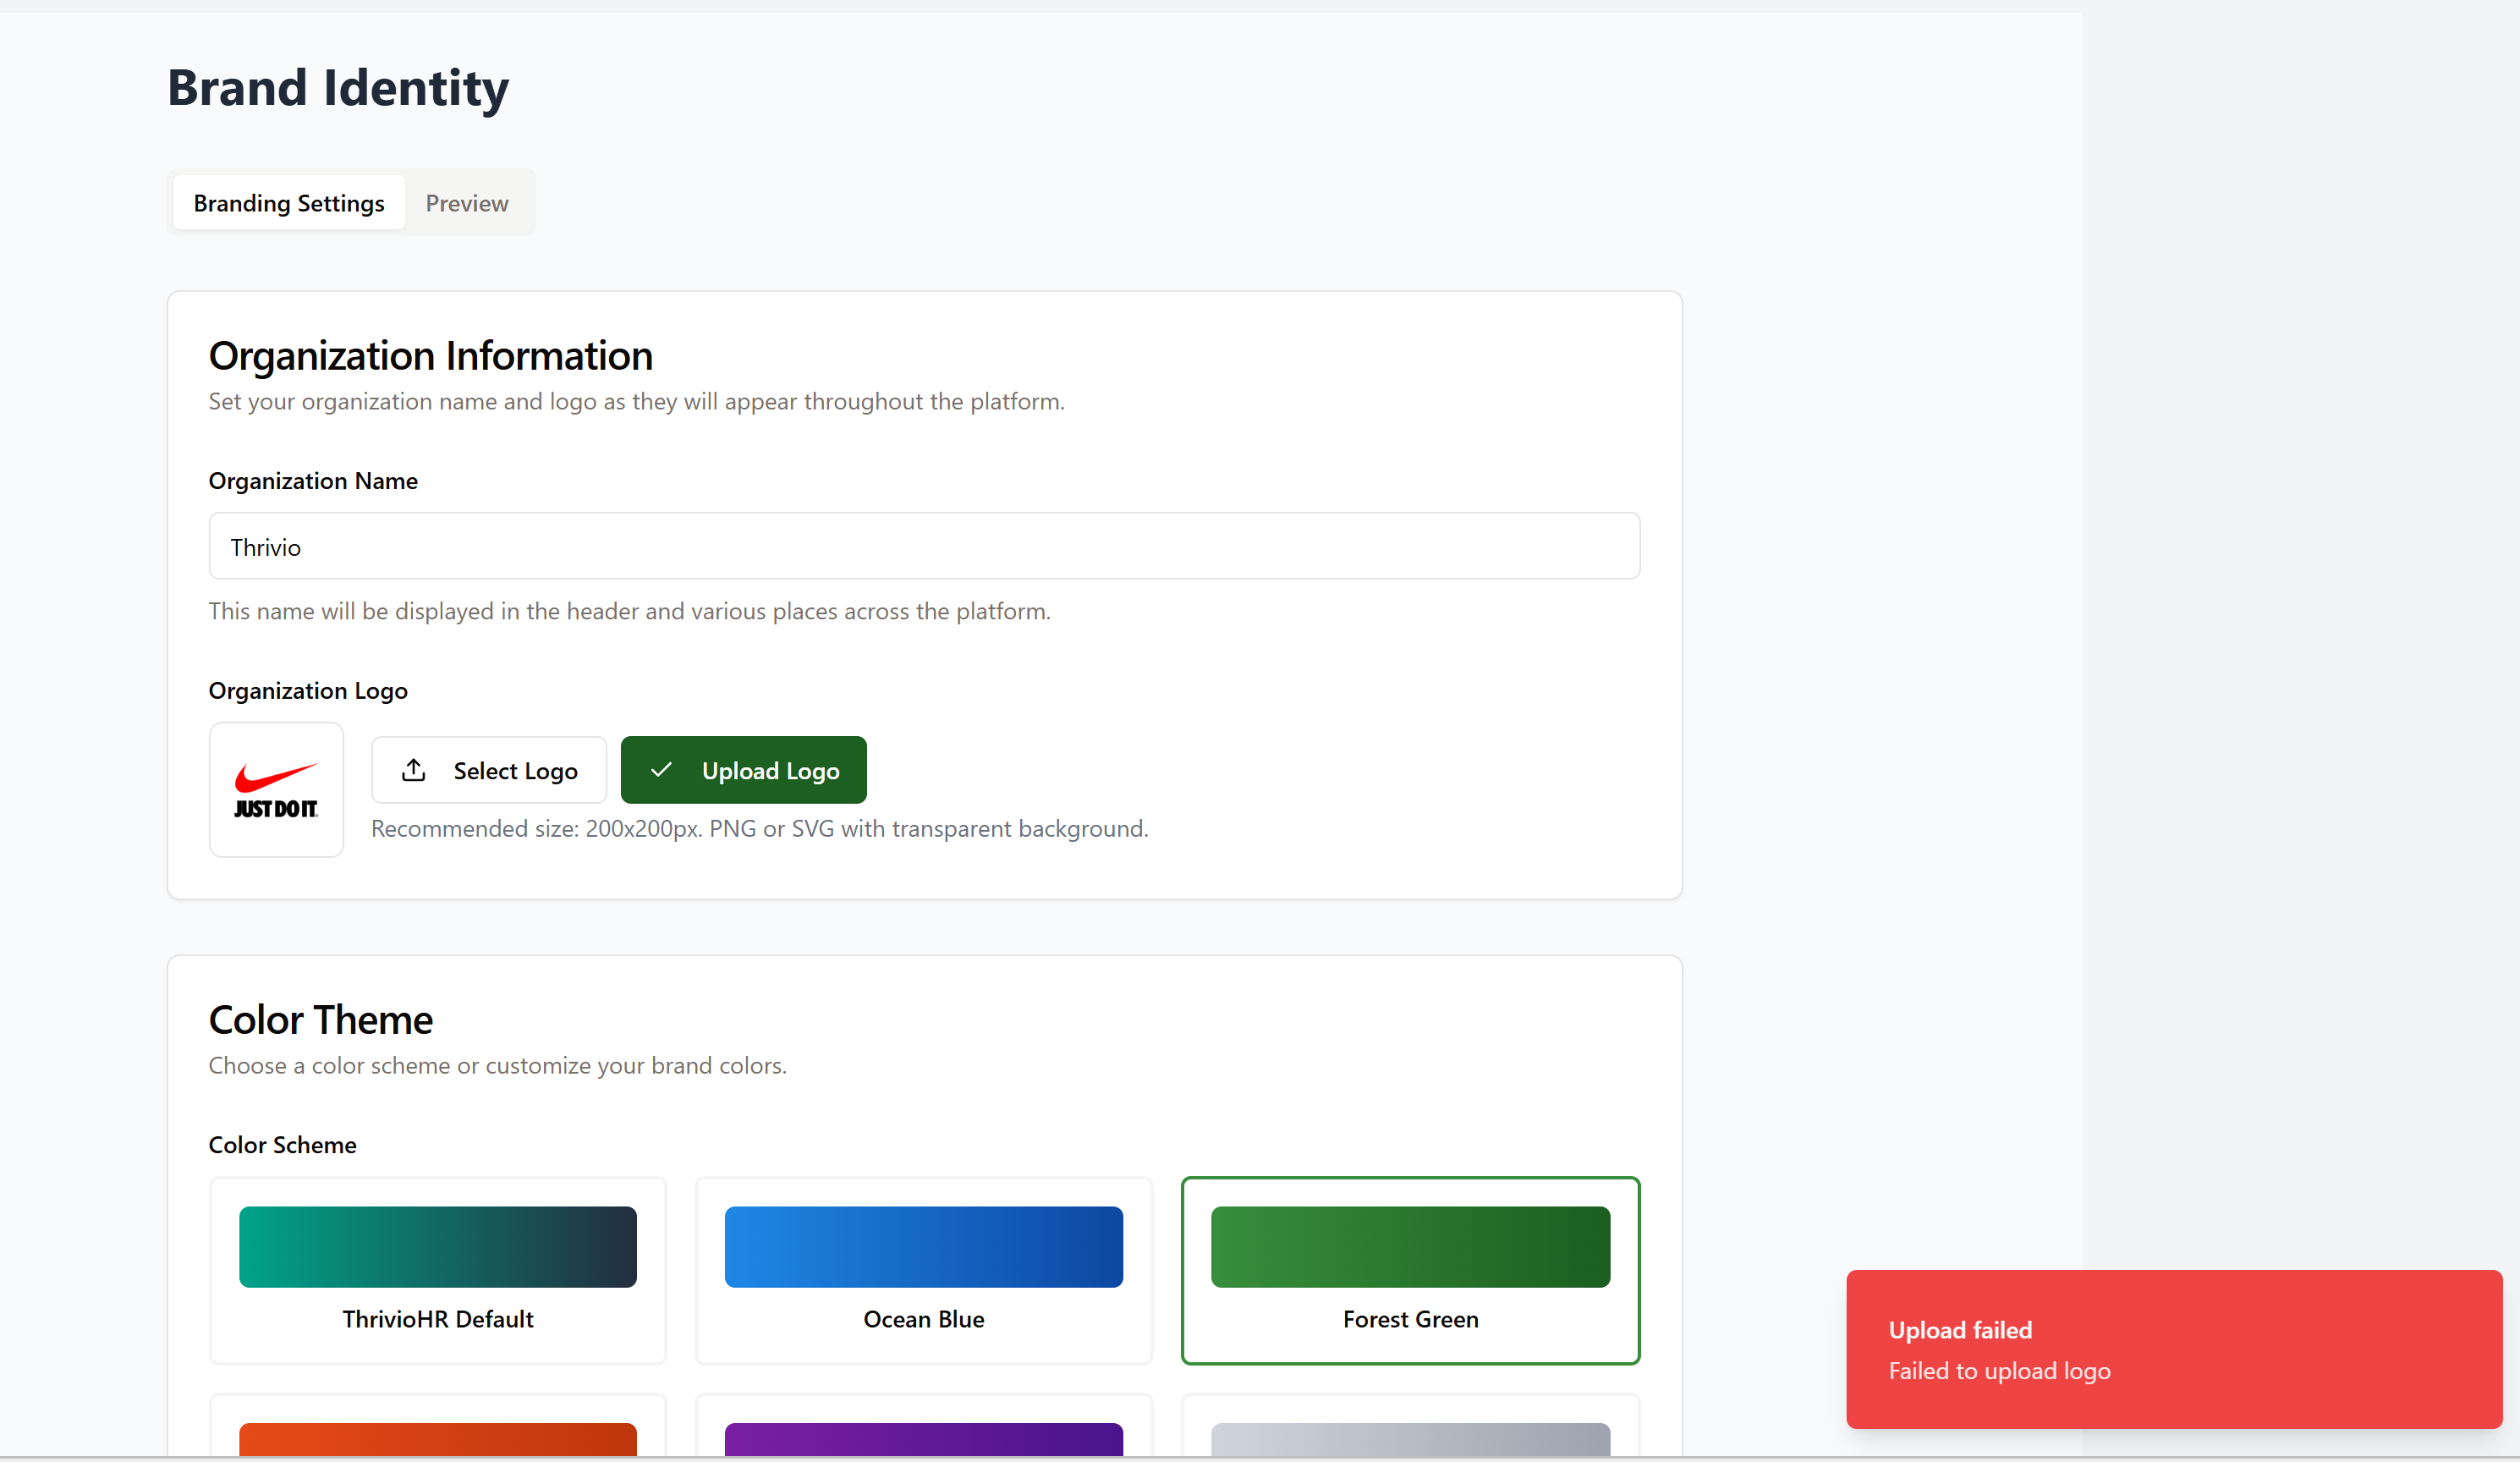 Brand Identity
Branding Settings
Preview
Organization Information
Set your organization name and logo as they will appear throughout the platform.
Organization Name
Thrivio
This name will be displayed in the header and various places across the platform.
Organization Logo
JUST DO IT.
Select Logo
Upload Logo
Recommended size: 200x200px. PNG or SVG with transparent background.
Color Theme
Choose a color scheme or customize your brand colors.
Color Scheme
ThrivioHR Default
Ocean Blue
Forest Green
Upload failed
Failed to upload logo